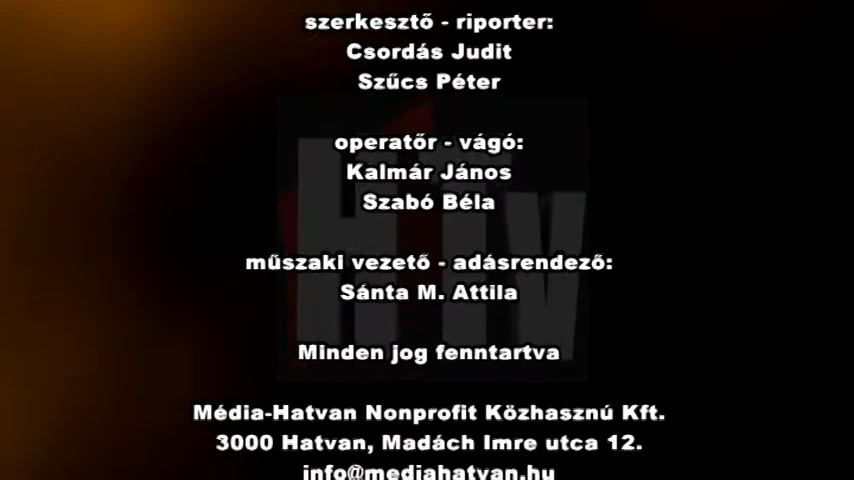 szerkesztő - riporter:
Csordás Judit
Szűcs Péter
operatőr - vágó:
Kalmár János
Szabó Béla
műszaki vezető - adásrendező:
Sánta M. Attila
Minden jog fenntartva
Média-Hatvan Nonprofit Közhasznú Kft.
3000 Hatvan, Madách Imre utca 12.
info@mediahatvan.hu
HTv